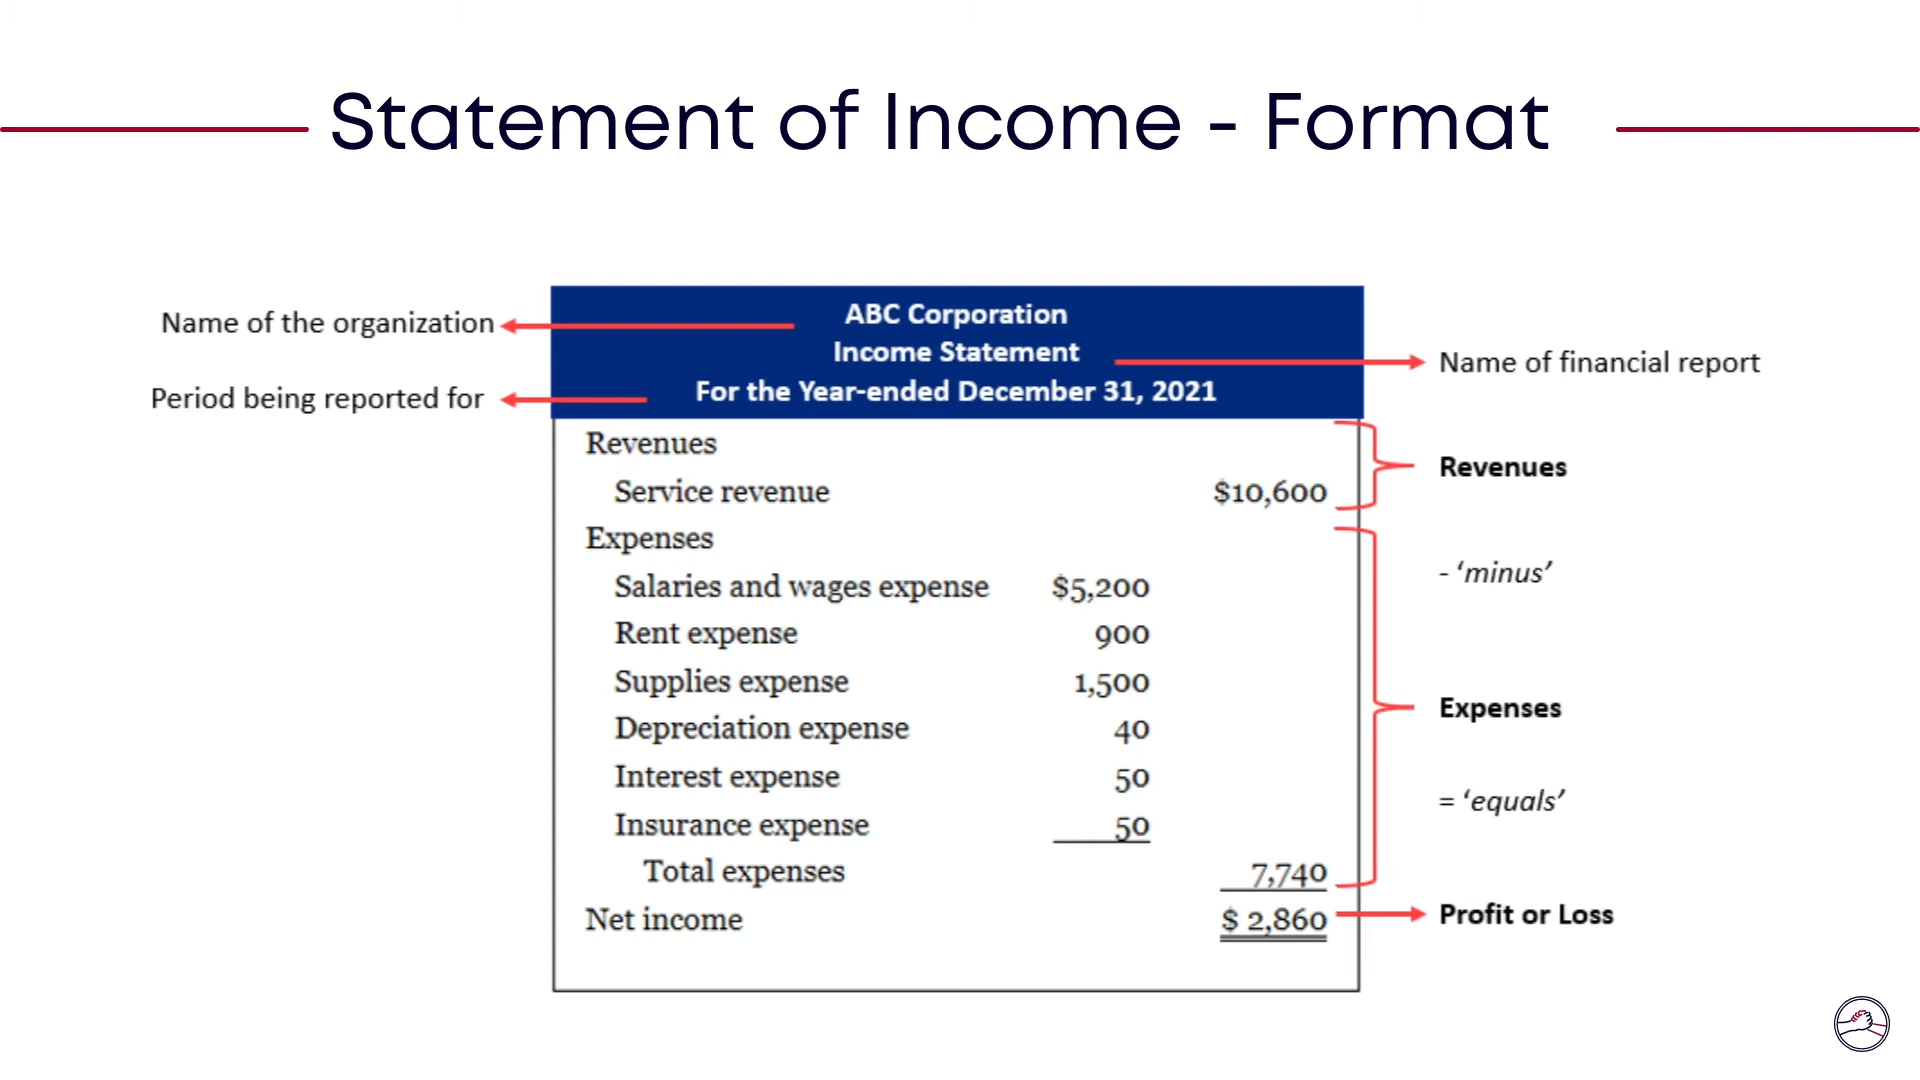 Statement of Income - Format
Name of the organization
Period being reported for
ABC Corporation
Income Statement
For the Year-ended December 31, 2021
Name of financial report
Revenues
Service revenue $10,600
Expenses
Salaries and wages expense $5,200
Rent expense 900
Supplies expense 1,500
Depreciation expense 40
Interest expense 50
Insurance expense 50
Total expenses 7,740
Net income $ 2,860
Revenues
- ‘minus’
Expenses
= ‘equals’
Profit or Loss